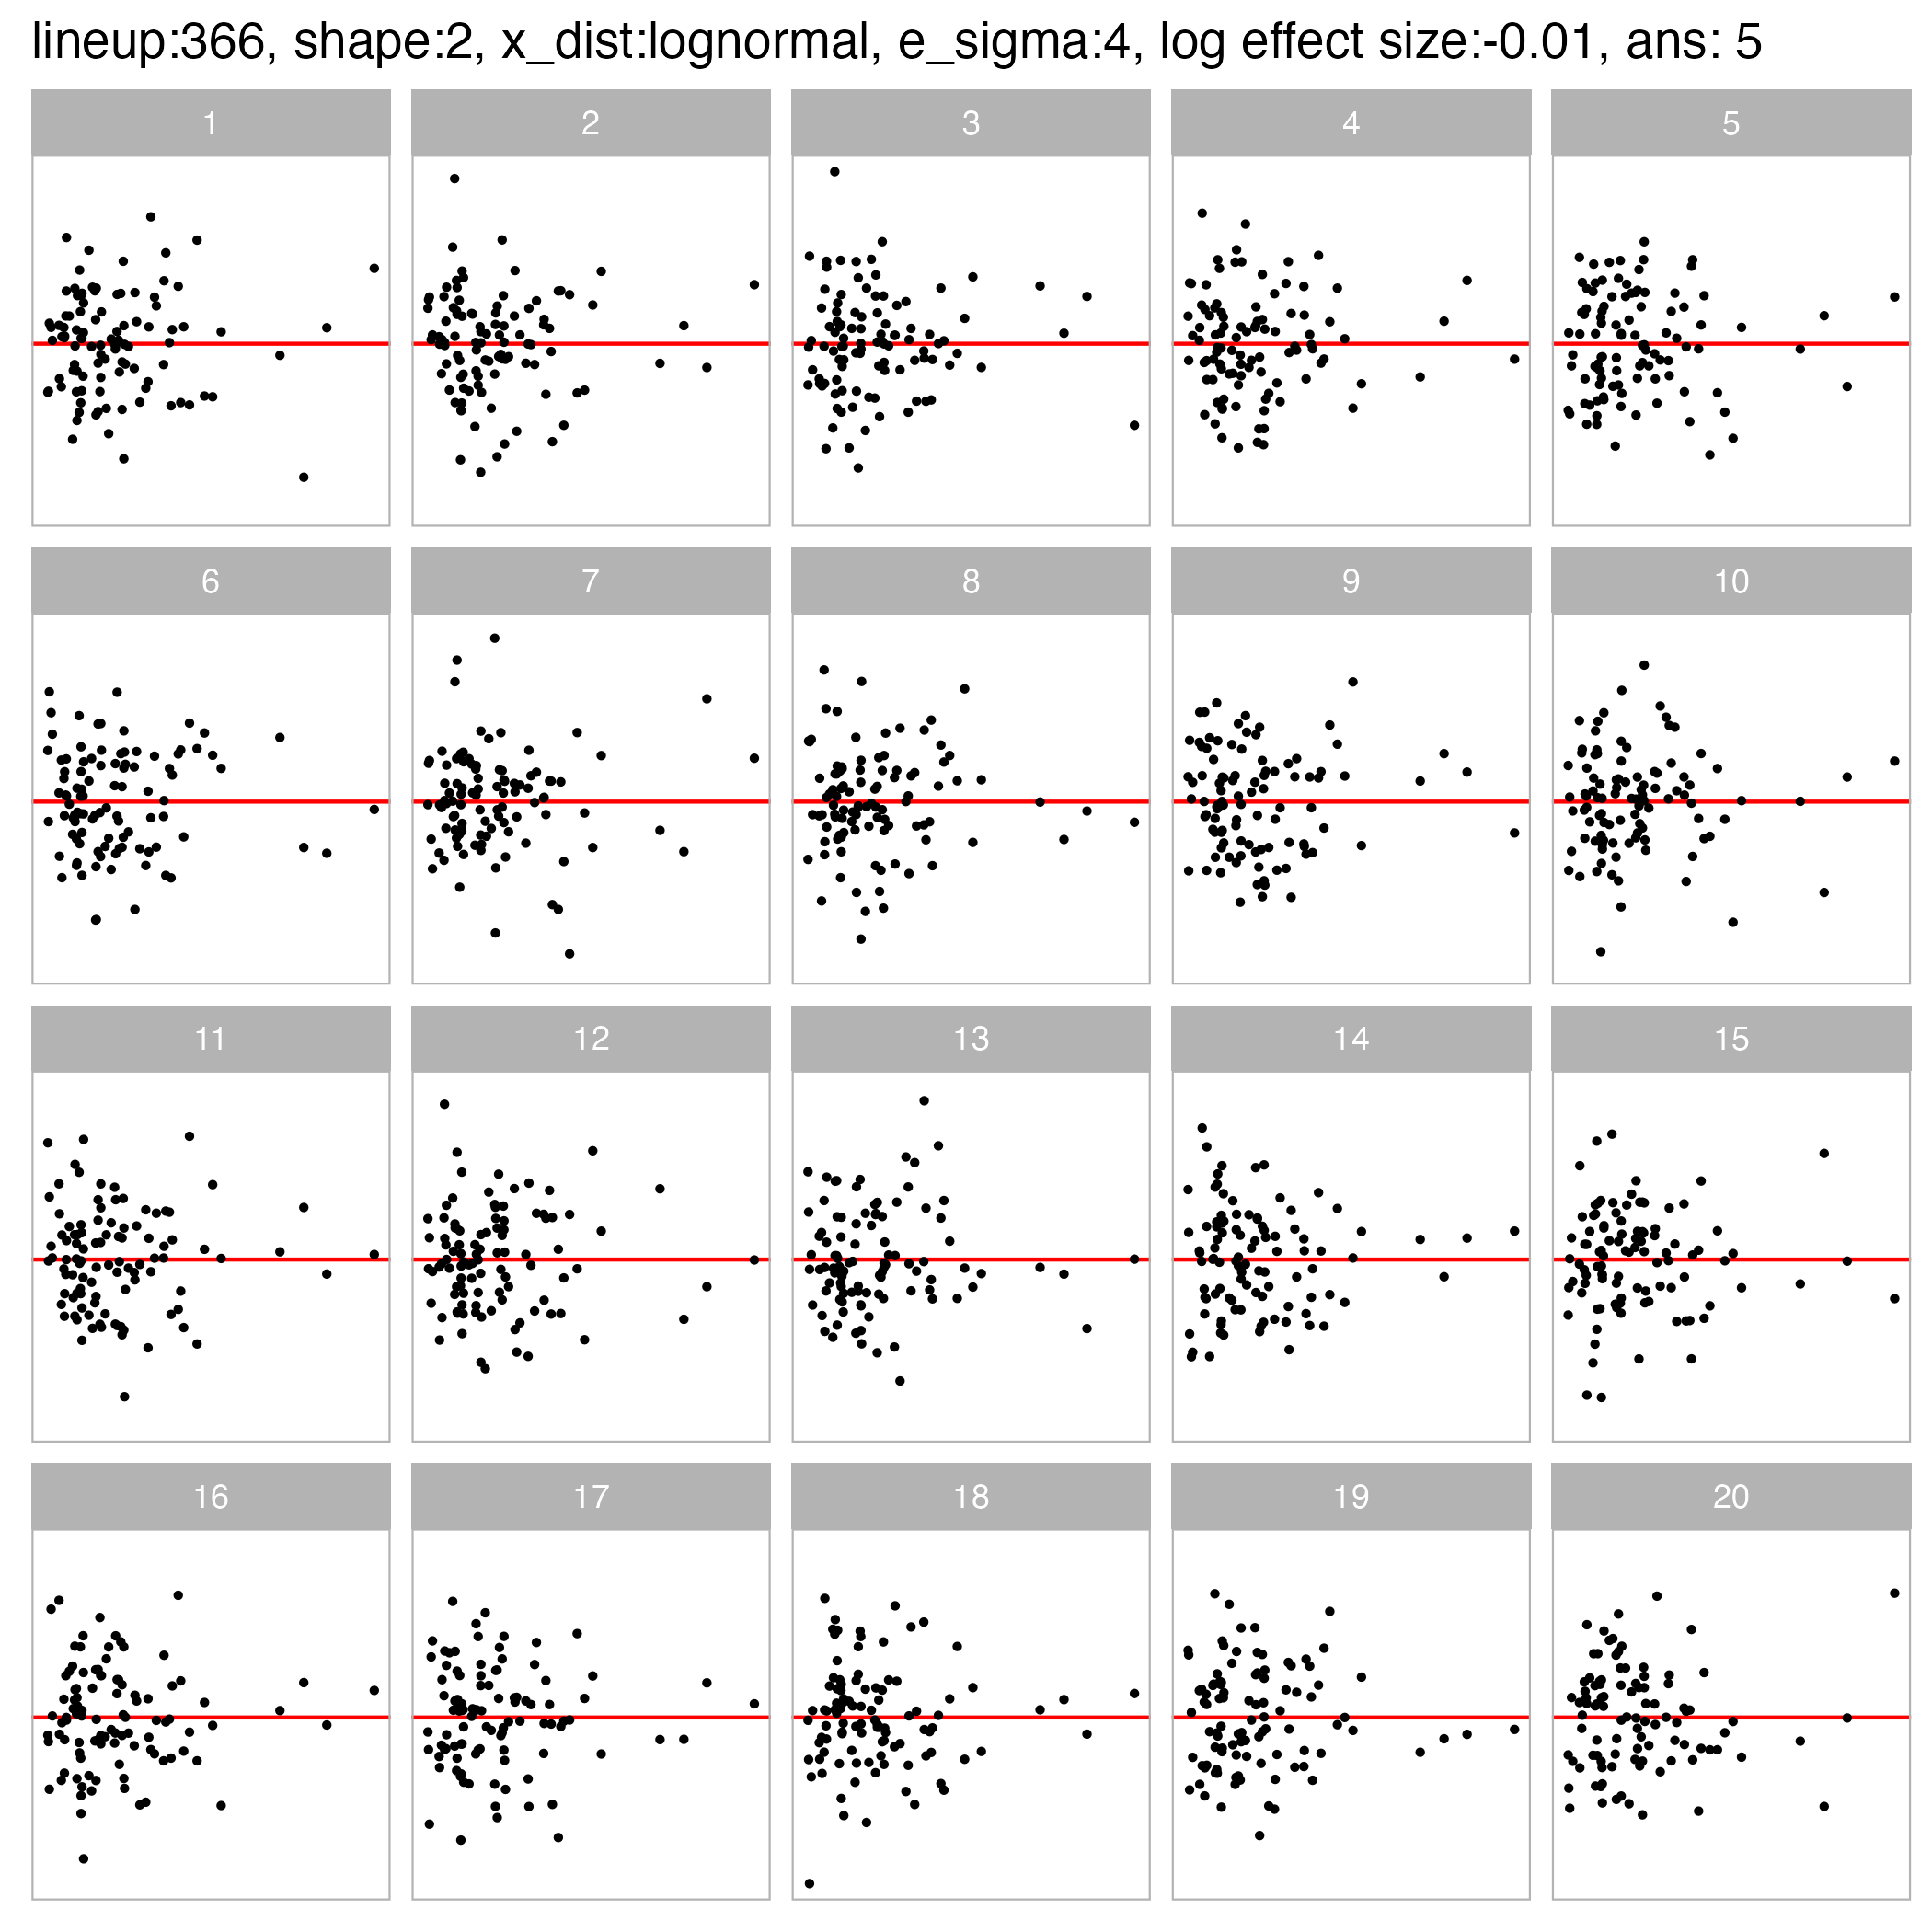 lineup:366, shape:2, x_dist:lognormal, e_sigma:4, log effect size:-0.01, ans: 5
1 2 3 4 5
6 7 8 9 10
11 12 13 14 15
16 17 18 19 20